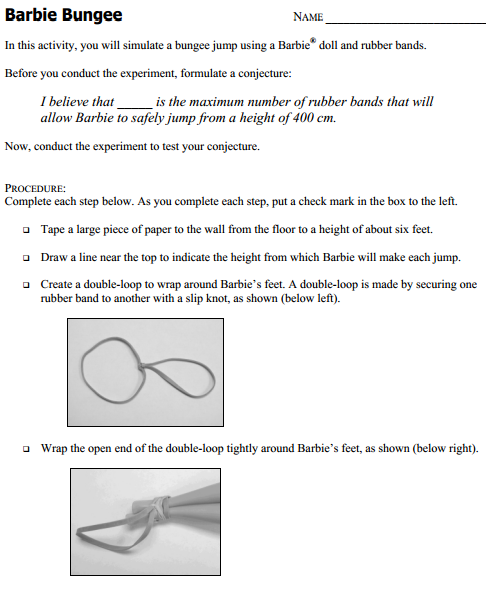 Barbie Bungee NAME
In this activity, you will simulate a bungee jump using a Barbie® doll and rubber bands.
Before you conduct the experiment, formulate a conjecture:
I believe that _____ is the maximum number of rubber bands that will
allow Barbie to safely jump from a height of 400 cm.
Now, conduct the experiment to test your conjecture.
PROCEDURE:
Complete each step below. As you complete each step, put a check mark in the box to the left.
❑ Tape a large piece of paper to the wall from the floor to a height of about six feet.
❑ Draw a line near the top to indicate the height from which Barbie will make each jump.
❑ Create a double-loop to wrap around Barbie’s feet. A double-loop is made by securing one
rubber band to another with a slip knot, as shown (below left).
❑ Wrap the open end of the double-loop tightly around Barbie’s feet, as shown (below right).